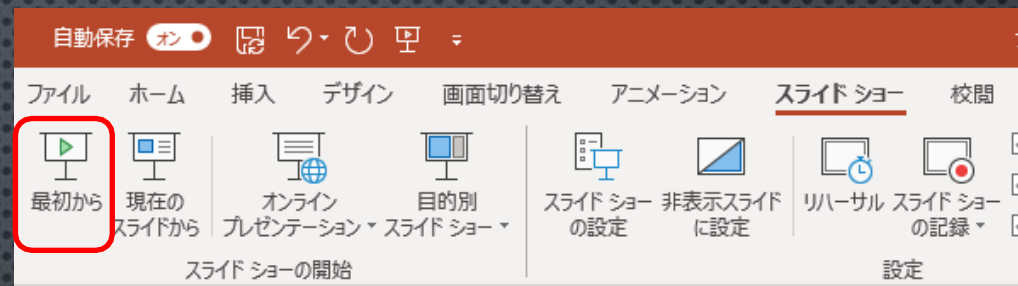 自動保存 オン
ファイル ホーム 挿入 デザイン 画面切り替え アニメーション スライド ショー 校閲
最初から
現在の
スライドから
オンライン
プレゼンテーション
目的別
スライド ショー
スライド ショー
の設定
非表示スライド
に設定
リハーサル
スライド ショー
の記録
スライド ショーの開始
設定